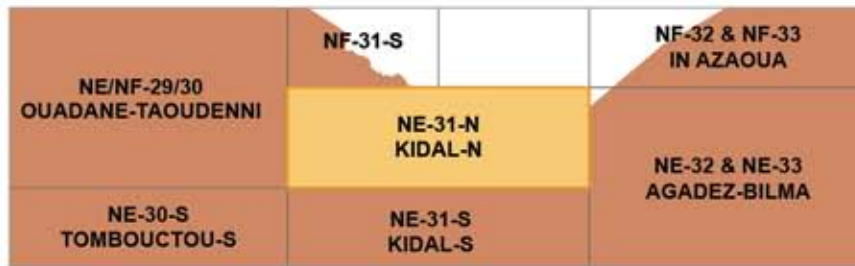 NF-31-S
NF-32 & NF-33
IN AZAOUA
NE/NF-29/30
OUADANE-TAOUDENNI
NE-31-N
KIDAL-N
NE-32 & NE-33
AGADEZ-BILMA
NE-30-S
TOMBOUCTOU-S
NE-31-S
KIDAL-S